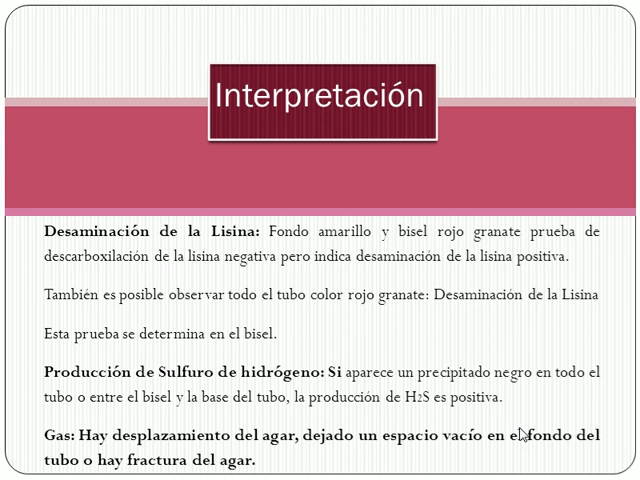 Interpretación
Desaminación de la Lisina: Fondo amarillo y bisel rojo granate prueba de
descarboxilación de la lisina negativa pero indica desaminación de la lisina positiva.
También es posible observar todo el tubo color rojo granate: Desaminación de la Lisina
Esta prueba se determina en el bisel.
Producción de Sulfuro de hidrógeno: Si aparece un precipitado negro en todo el
tubo o entre el bisel y la base del tubo, la producción de H2S es positiva.
Gas: Hay desplazamiento del agar, dejado un espacio vacío en el fondo del
tubo o hay fractura del agar.